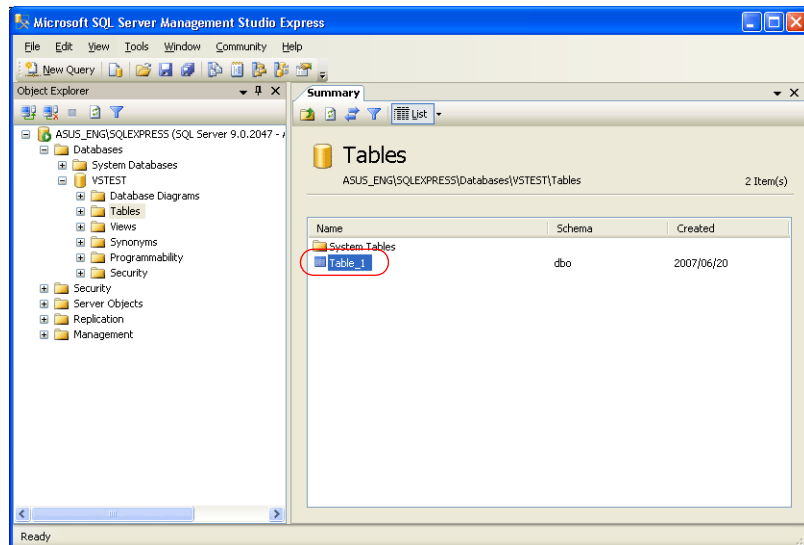 Microsoft SQL Server Management Studio Express
File Edit View Tools Window Community Help
New Query
Object Explorer
Summary
List
ASUS_ENG\SQLEXPRESS (SQL Server 9.0.2047 -
Databases
System Databases
VSTEST
Database Diagrams
Tables
Views
Synonyms
Programmability
Security
Security
Server Objects
Replication
Management
Tables
ASUS_ENG\SQLEXPRESS\Databases\VSTEST\Tables
2 Item(s)
Name Schema Created
System Tables
Table_1 dbo 2007/06/20
Ready